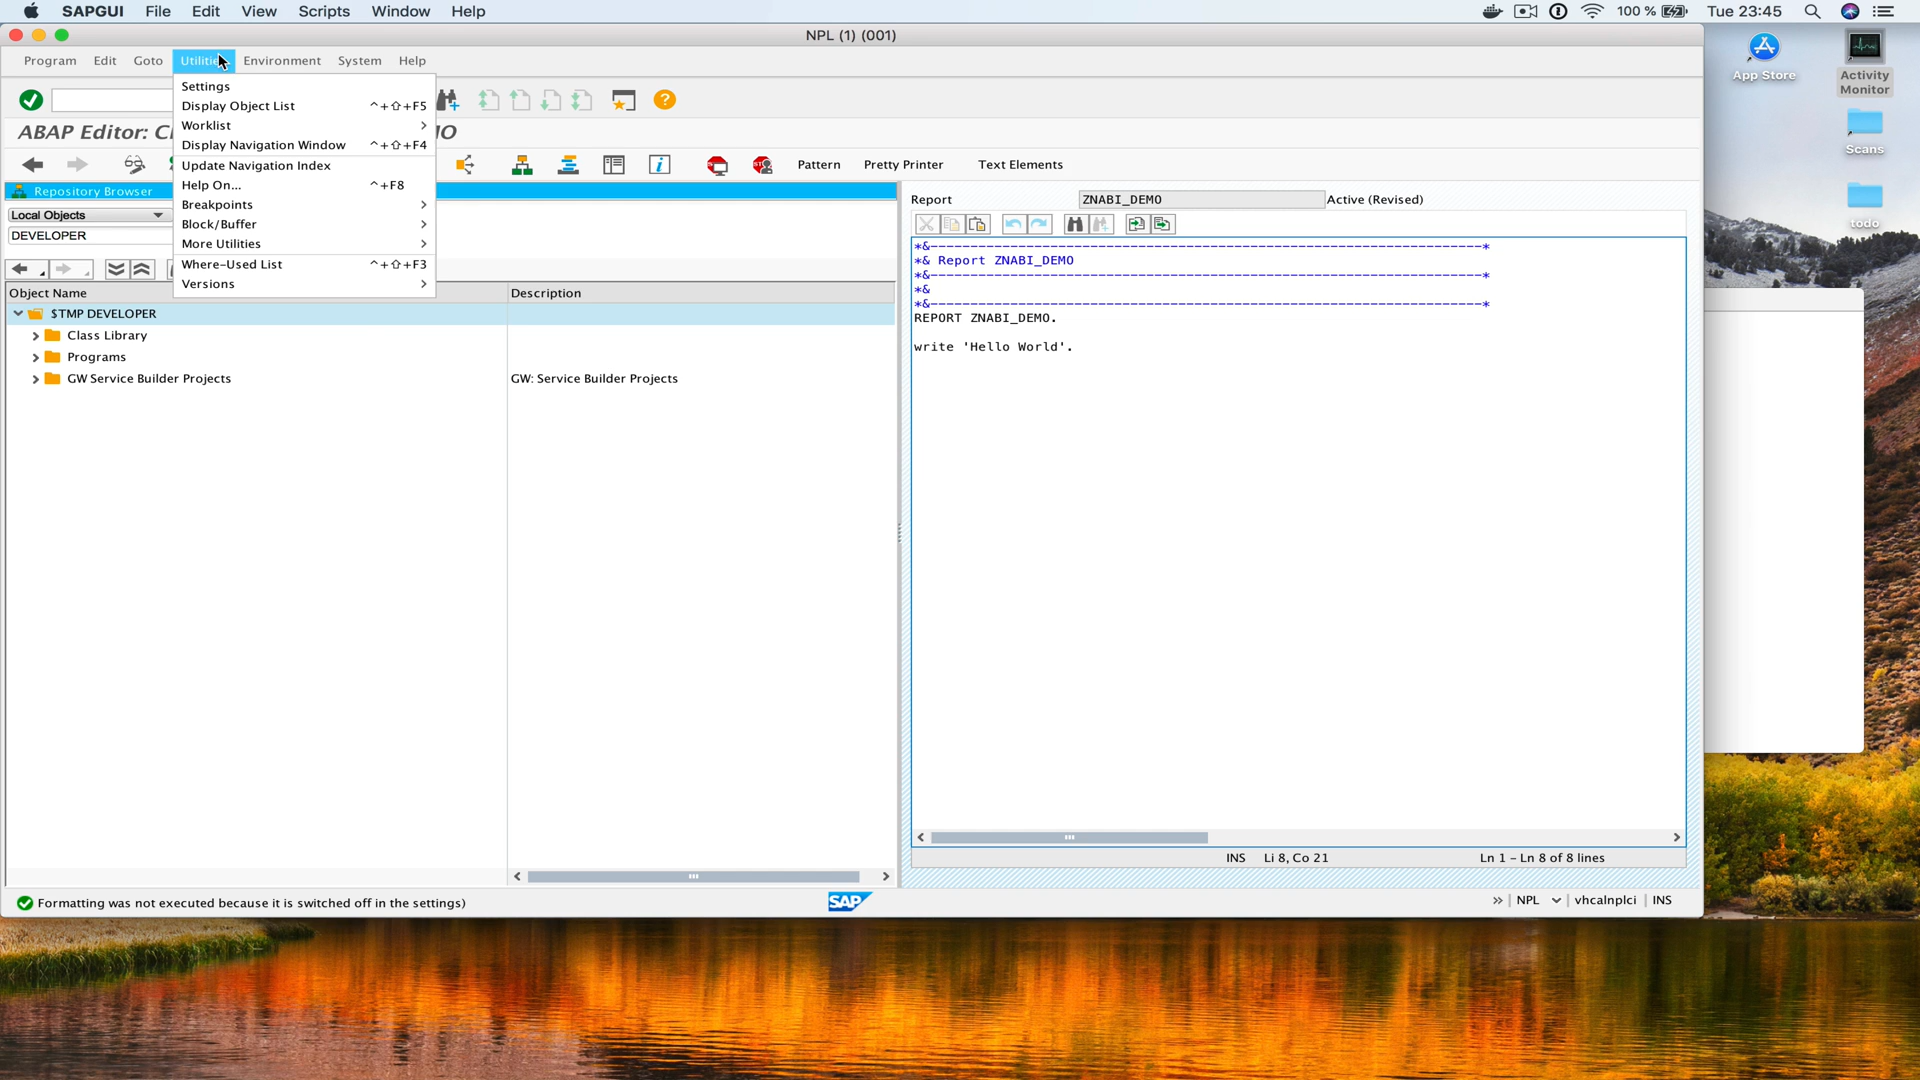 SAPGUI File Edit View Scripts Window Help
100 % Tue 23:45
NPL (1) (001)
Program Edit Goto Utilitie Environment System Help
Settings
Display Object List ^+⇧+F5
Worklist
Display Navigation Window ^+⇧+F4
Update Navigation Index
Help On... ^+F8
Breakpoints
Block/Buffer
More Utilities
Where-Used List ^+⇧+F3
Versions
ABAP Editor: C
O
Pattern Pretty Printer Text Elements
Repository Browser
Local Objects
DEVELOPER
Object Name Description
$TMP DEVELOPER
Class Library
Programs
GW Service Builder Projects GW: Service Builder Projects
Report ZNABI_DEMO Active (Revised)
*&---------------------------------------------------------------------*
*& Report ZNABI_DEMO
*&---------------------------------------------------------------------*
*&
*&---------------------------------------------------------------------*
REPORT ZNABI_DEMO.
write 'Hello World'.
INS Li 8, Co 21 Ln 1 - Ln 8 of 8 lines
Formatting was not executed because it is switched off in the settings)
SAP
NPL vhcalnplci INS
App Store
Activity Monitor
Scans
todo